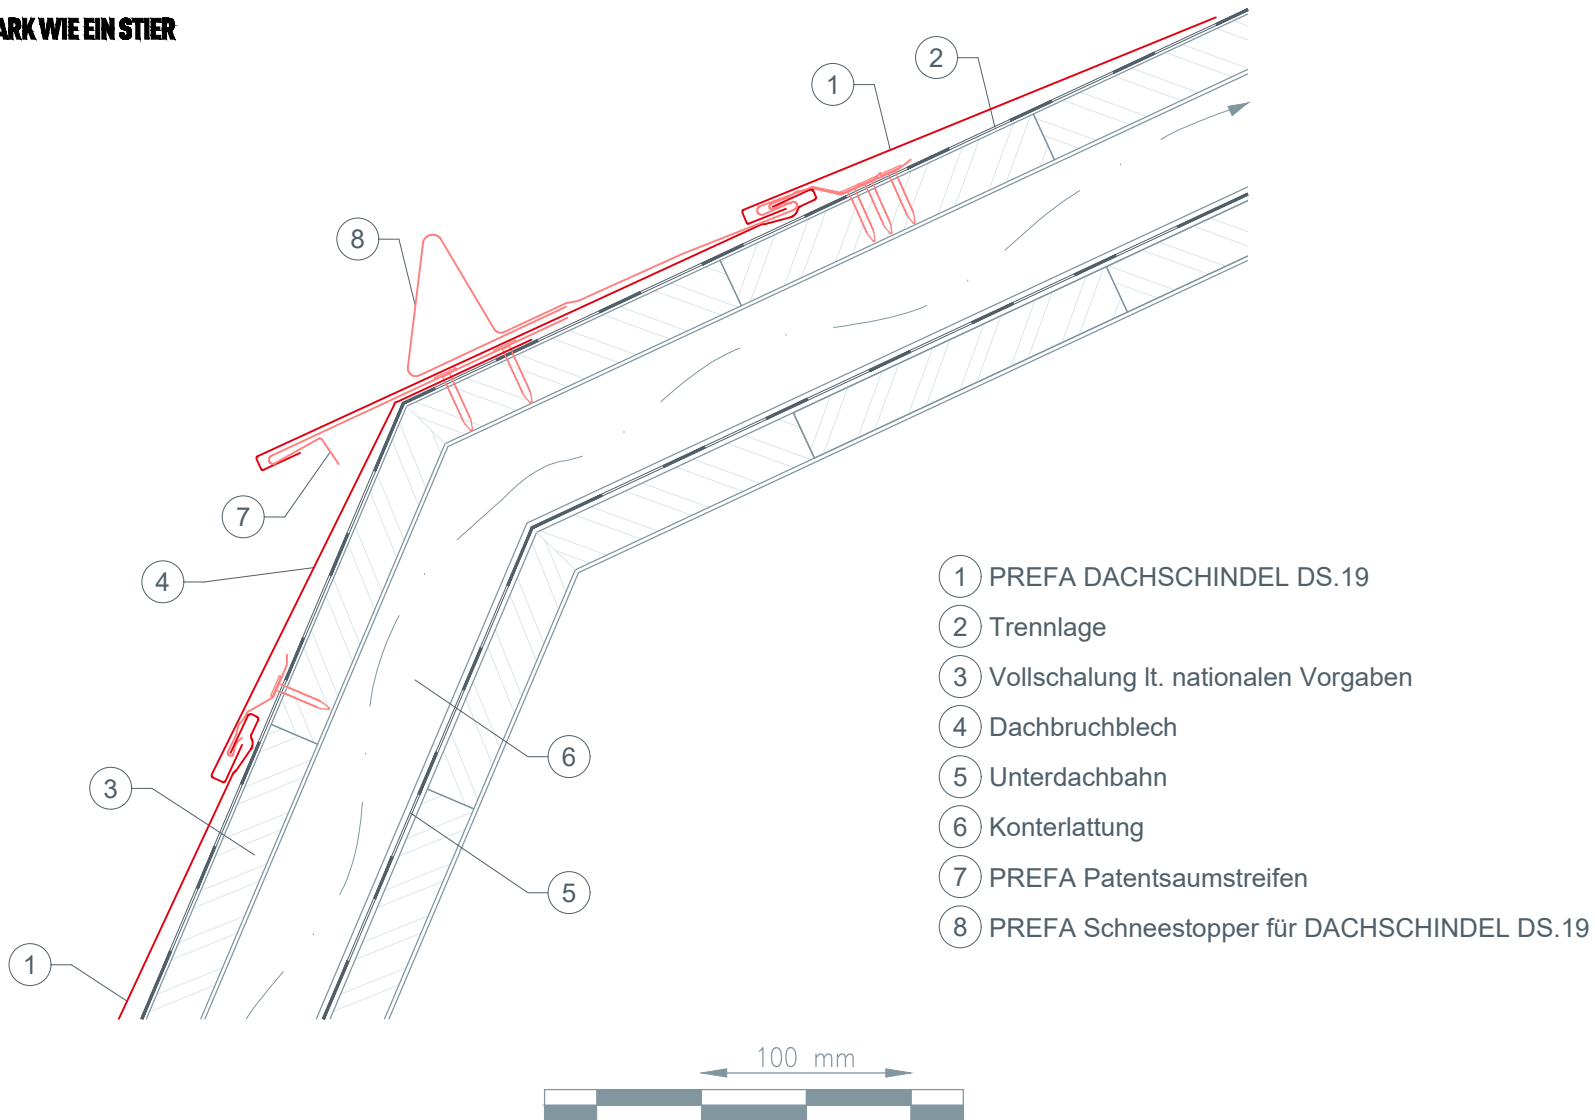 ARK WIE EIN STIER
1
2
8
7
4
3
1
6
5
1 PREFA DACHSCHINDEL DS.19
2 Trennlage
3 Vollschalung lt. nationalen Vorgaben
4 Dachbruchblech
5 Unterdachbahn
6 Konterlattung
7 PREFA Patentsaumstreifen
8 PREFA Schneestopper für DACHSCHINDEL DS.19
100 mm